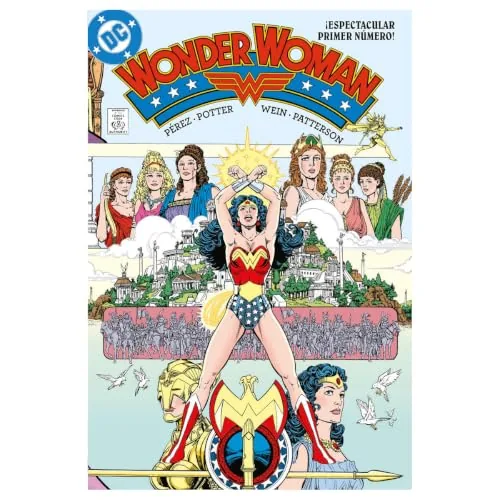 DC
¡ESPECTACULAR
PRIMER NÚMERO!
WONDER WOMAN
PÉREZ · POTTER
WEIN · PATTERSON